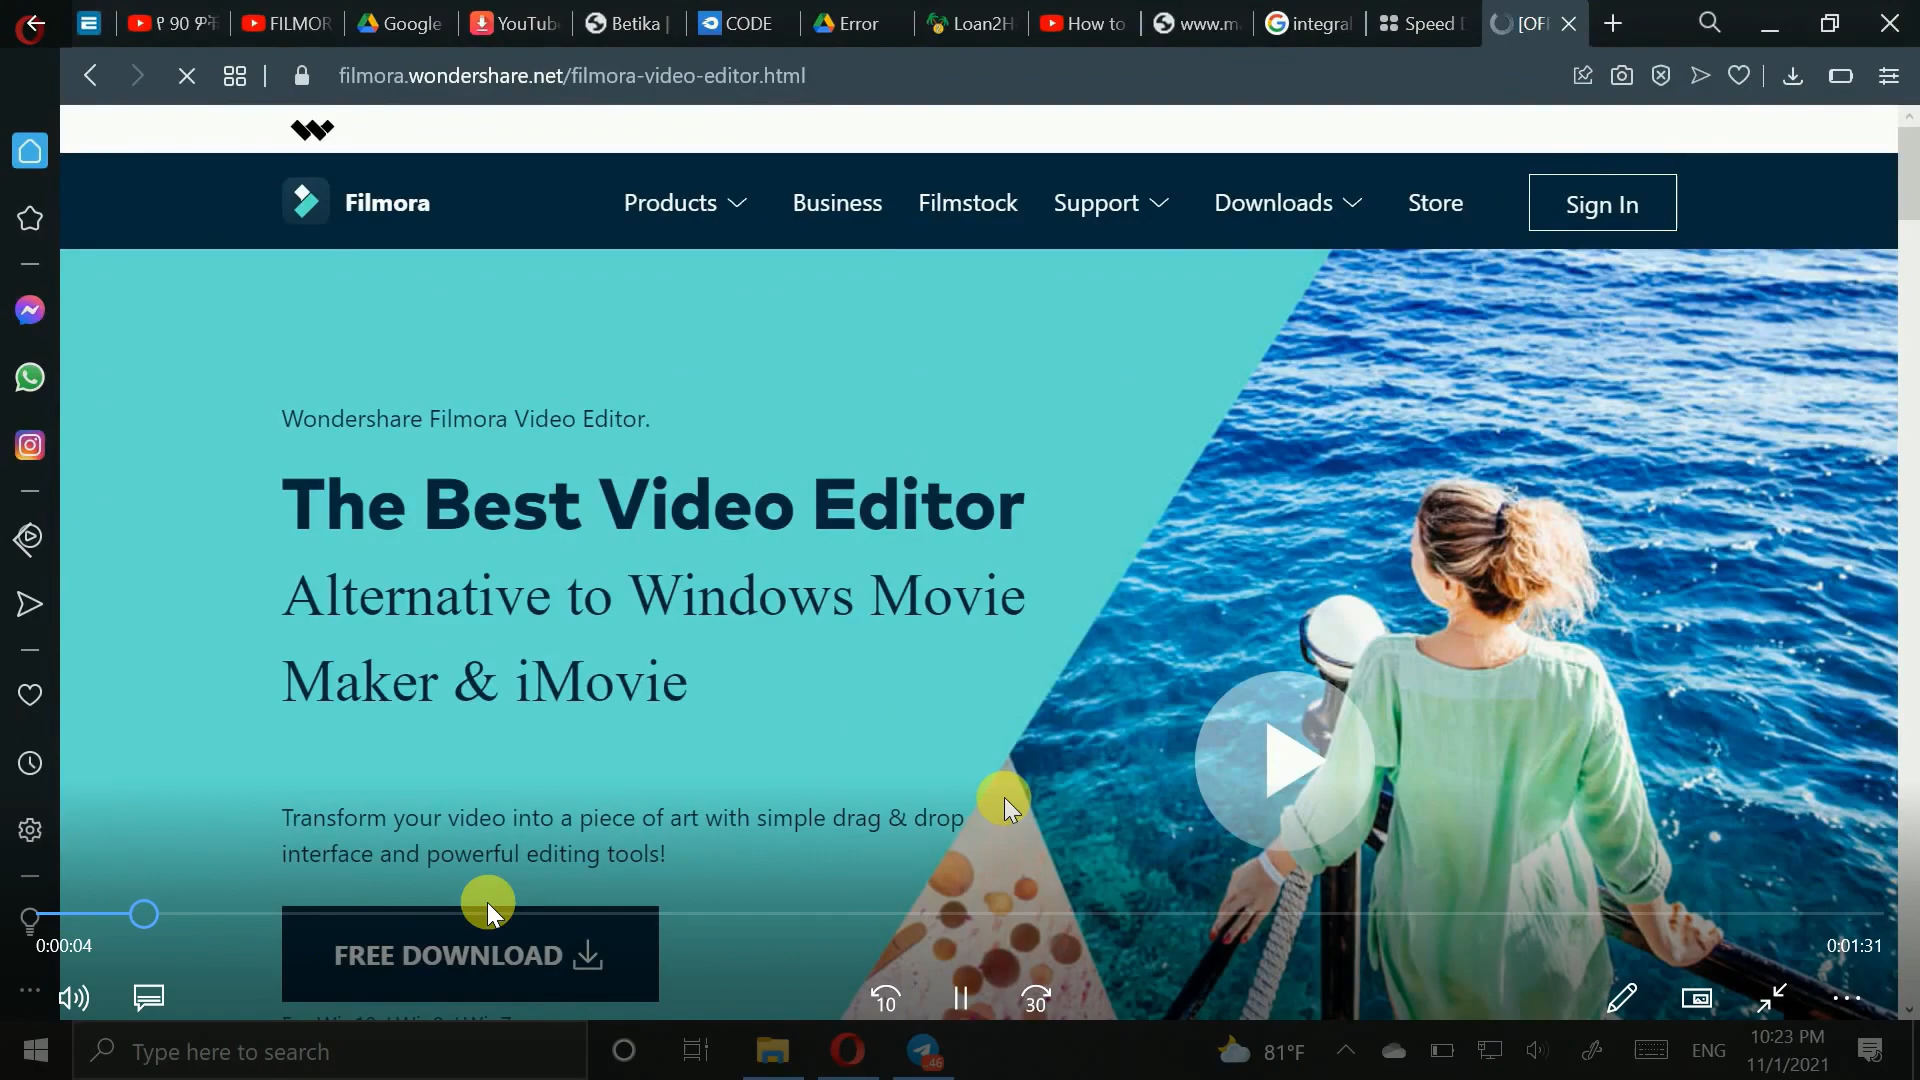 የ 90 ዎቹ
FILMOR
Google
YouTub
Betika |
CODE
Error
Loan2H
How to
www.m
integral
Speed D
[OFI
filmora.wondershare.net/filmora-video-editor.html
Filmora
Products
Business
Filmstock
Support
Downloads
Store
Sign In
Wondershare Filmora Video Editor.
The Best Video Editor
Alternative to Windows Movie
Maker & iMovie
Transform your video into a piece of art with simple drag & drop
interface and powerful editing tools!
FREE DOWNLOAD
0:00:04
0:01:31
10
30
Type here to search
46
81°F
ENG
10:23 PM
11/1/2021